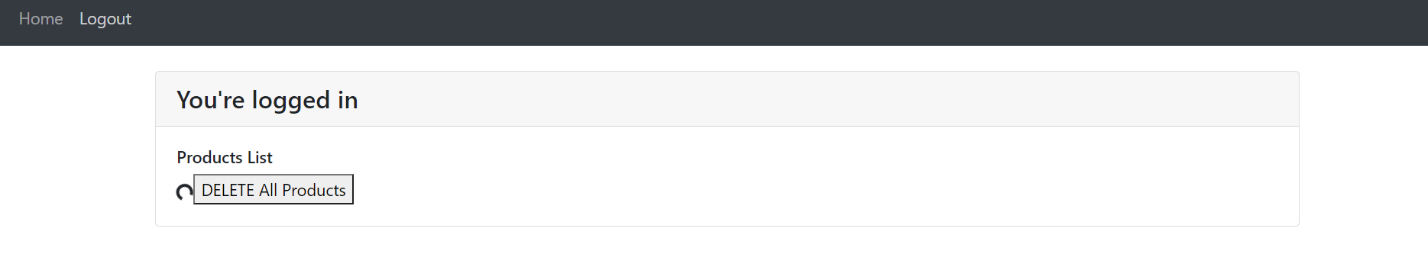 Home Logout
You're logged in
Products List
DELETE All Products